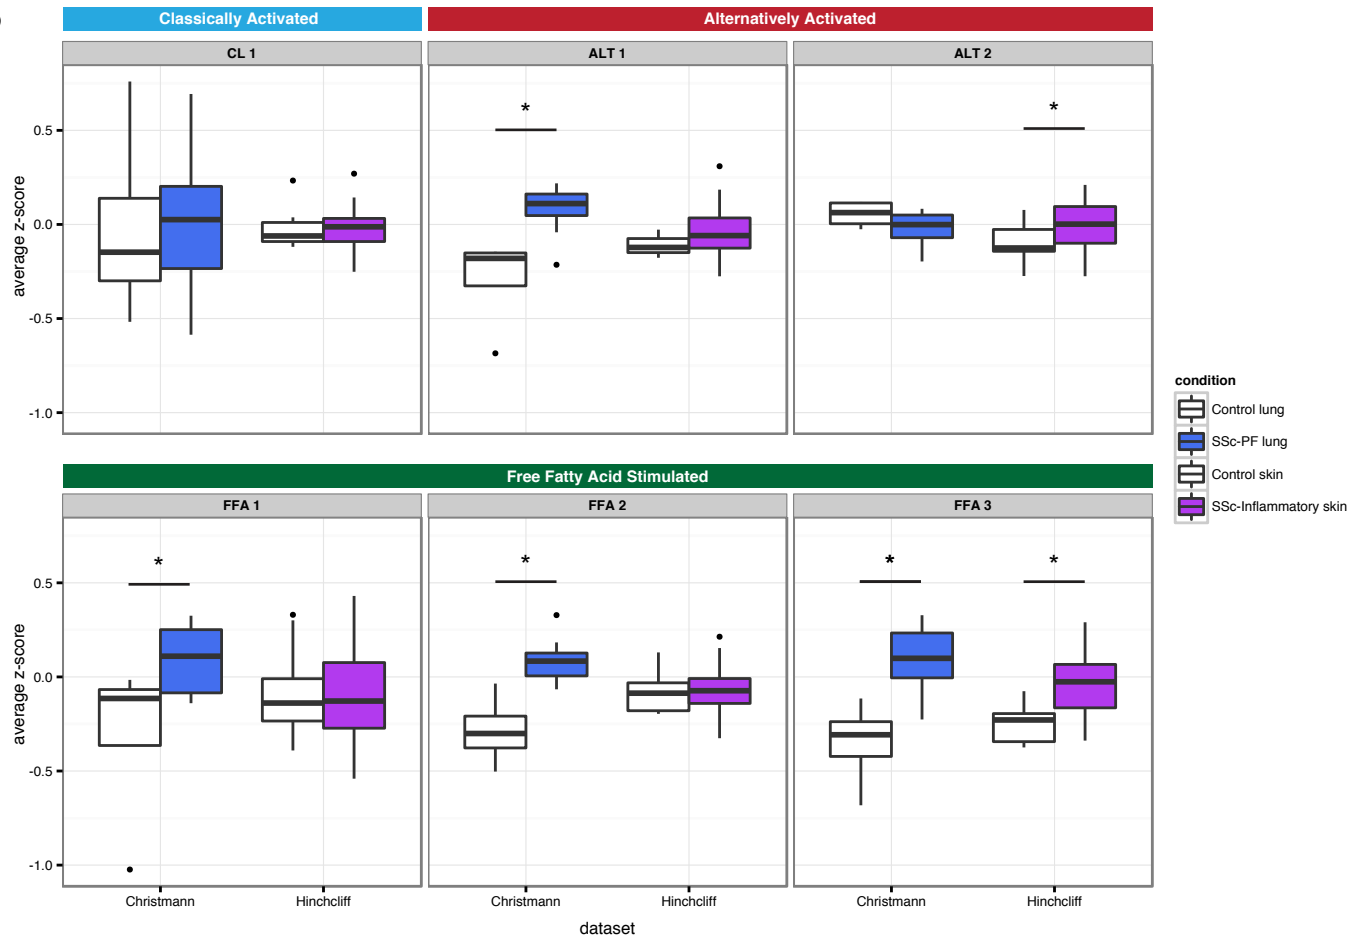 Classically Activated
Alternatively Activated
CL 1
ALT 1
ALT 2
0.5
0.0
-0.5
-1.0
average z-score
*
*
condition
Control lung
SSc-PF lung
Control skin
SSc-Inflammatory skin
Free Fatty Acid Stimulated
FFA 1
FFA 2
FFA 3
0.5
0.0
-0.5
-1.0
average z-score
*
*
*
*
Christmann
Hinchcliff
Christmann
Hinchcliff
Christmann
Hinchcliff
dataset